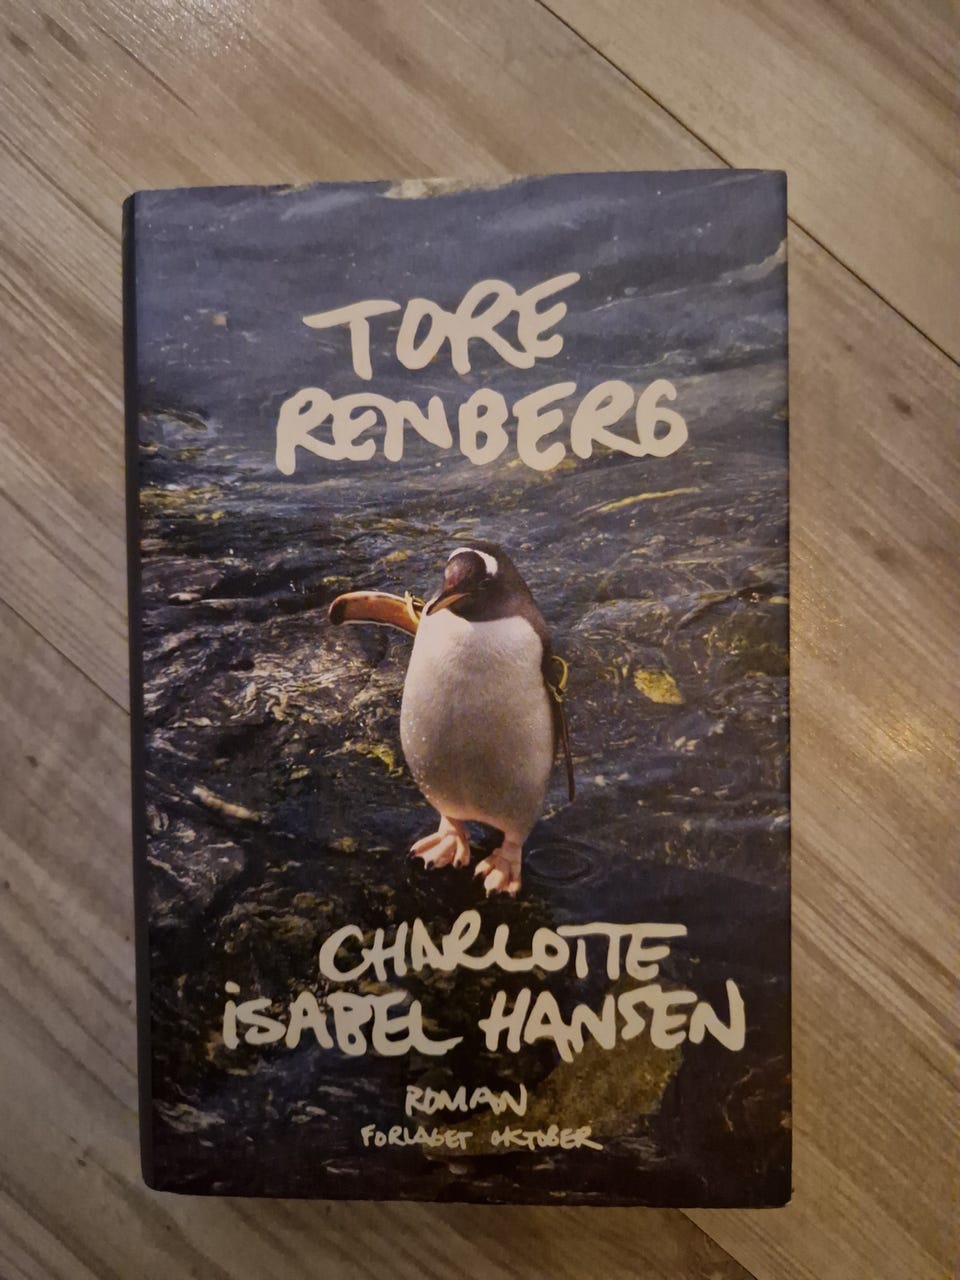 TORE
RENBERG
CHARLOTTE
iSABEL HANSEN
ROMAN
FORLAGET OKTOBER